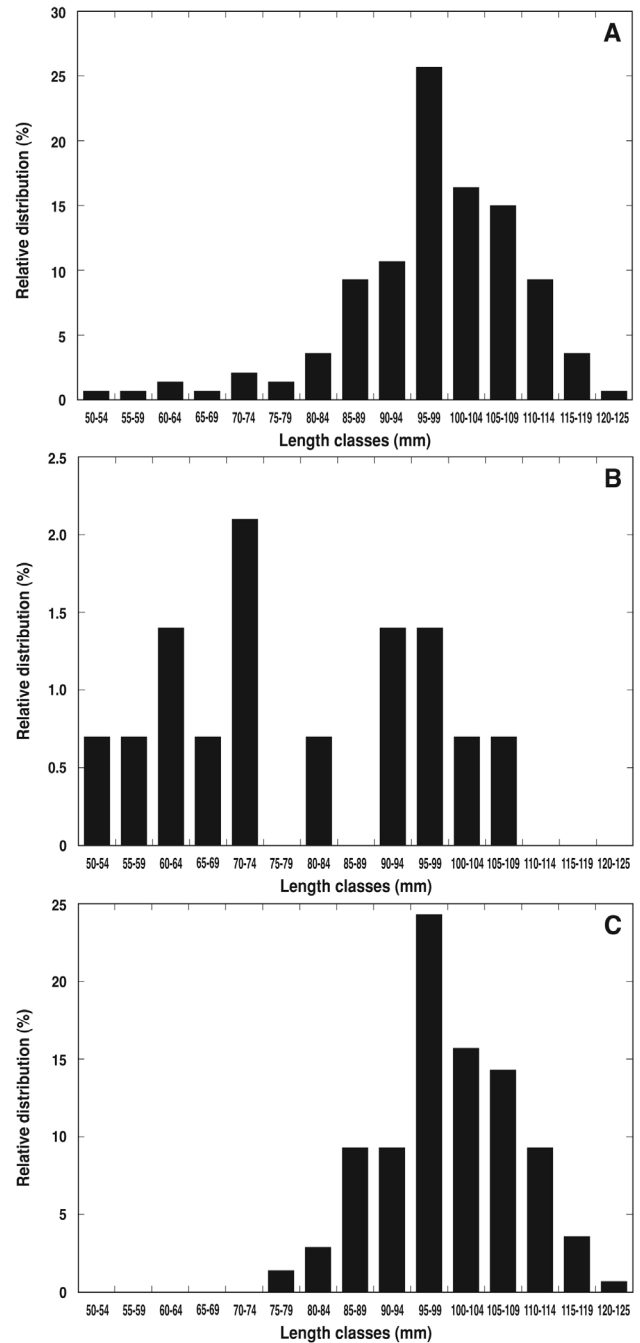 A
Relative distribution (%)
30
25
20
15
10
5
0
50-54 55-59 60-64 65-69 70-74 75-79 80-84 85-89 90-94 95-99 100-104 105-109 110-114 115-119 120-125
Length classes (mm)
B
Relative distribution (%)
2.5
2.0
1.5
1.0
0.5
0
50-54 55-59 60-64 65-69 70-74 75-79 80-84 85-89 90-94 95-99 100-104 105-109 110-114 115-119 120-125
Length classes (mm)
C
Relative distribution (%)
25
20
15
10
5
0
50-54 55-59 60-64 65-69 70-74 75-79 80-84 85-89 90-94 95-99 100-104 105-109 110-114 115-119 120-125
Length classes (mm)